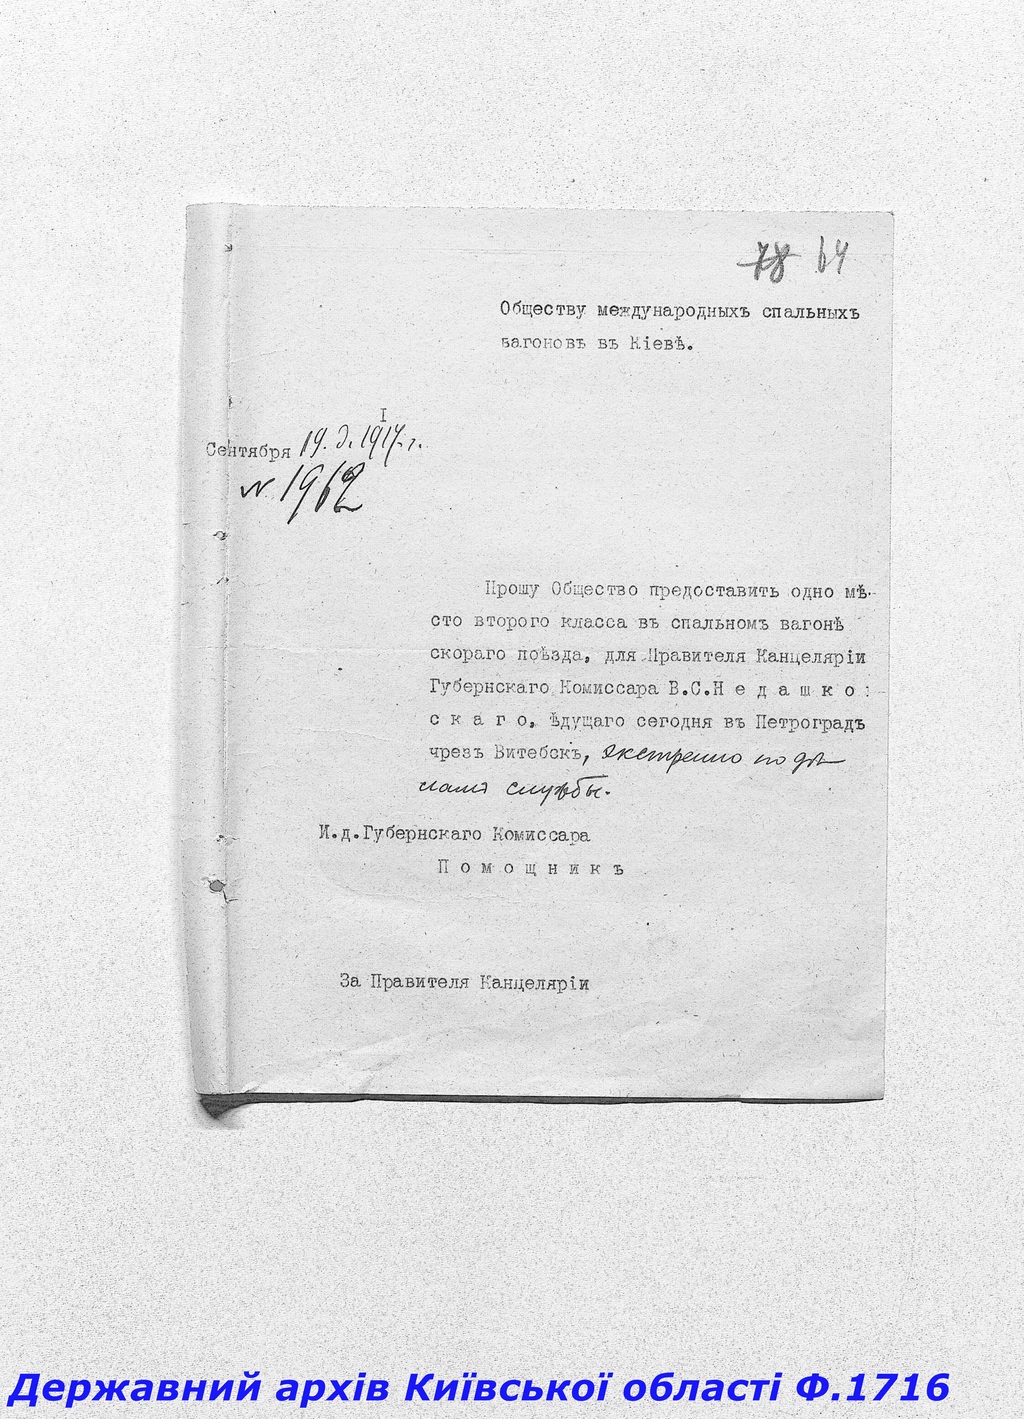 78 64
Обществу международныхъ спальныхъ
вагоновъ въ Кіевѣ.
I
Сентября 19. д. 1917. г.
№ 1962
Прошу Общество предоставить одно мѣ-
сто второго класса въ спальномъ вагонѣ
скораго поѣзда, для Правителя Канцеляріи
Губернскаго Комиссара В.С.Н е д а ш к о :
с к а г о, ѣдущаго сегодня въ Петроградъ
чрезъ Витебскъ, экстренно по дѣ-
ламъ службы.
И.д.Губернскаго Комиссара
П о м о щ н и к ъ
За Правителя Канцеляріи
Державний архів Київської області Ф.1716